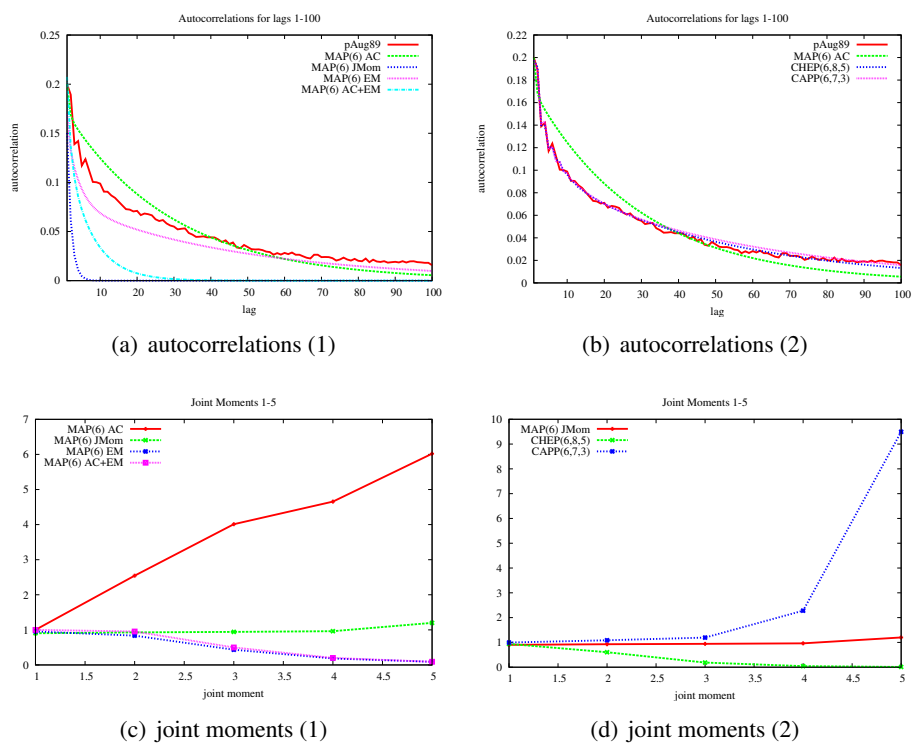 Autocorrelations for lags 1-100
pAug89
MAP(6) AC
MAP(6) JMom
MAP(6) EM
MAP(6) AC+EM
autocorrelation
0.25
0.2
0.15
0.1
0.05
0
10 20 30 40 50 60 70 80 90 100
lag
(a) autocorrelations (1)
Autocorrelations for lags 1-100
pAug89
MAP(6) AC
CHEP(6,8,5)
CAPP(6,7,3)
autocorrelation
0.22
0.2
0.18
0.16
0.14
0.12
0.1
0.08
0.06
0.04
0.02
0
10 20 30 40 50 60 70 80 90 100
lag
(b) autocorrelations (2)
Joint Moments 1-5
MAP(6) AC
MAP(6) JMom
MAP(6) EM
MAP(6) AC+EM
7
6
5
4
3
2
1
0
1 1.5 2 2.5 3 3.5 4 4.5 5
joint moment
(c) joint moments (1)
Joint Moments 1-5
MAP(6) JMom
CHEP(6,8,5)
CAPP(6,7,3)
10
9
8
7
6
5
4
3
2
1
0
1 1.5 2 2.5 3 3.5 4 4.5 5
joint moment
(d) joint moments (2)